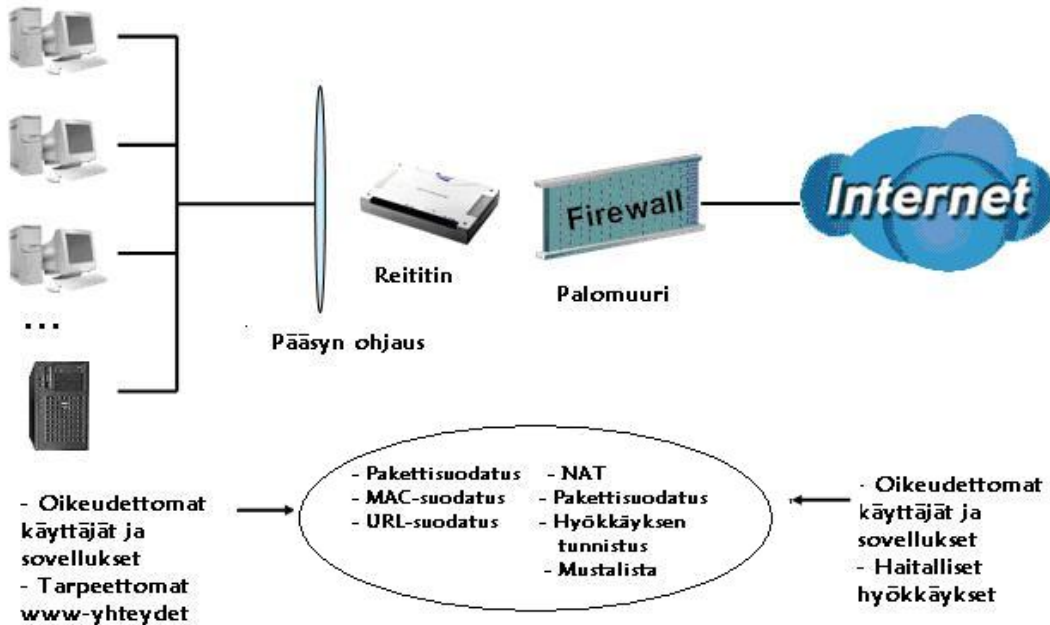 Firewall
Internet
Reititin
Palomuuri
...
Pääsyn ohjaus
- Pakettisuodatus
- MAC-suodatus
- URL-suodatus
- NAT
- Pakettisuodatus
- Hyökkäyksen
tunnistus
- Mustalista
- Oikeudettomat
käyttäjät ja
sovellukset
- Tarpeettomat
www-yhteydet
- Oikeudettomat
käyttäjät ja
sovellukset
- Haitalliset
hyökkäykset